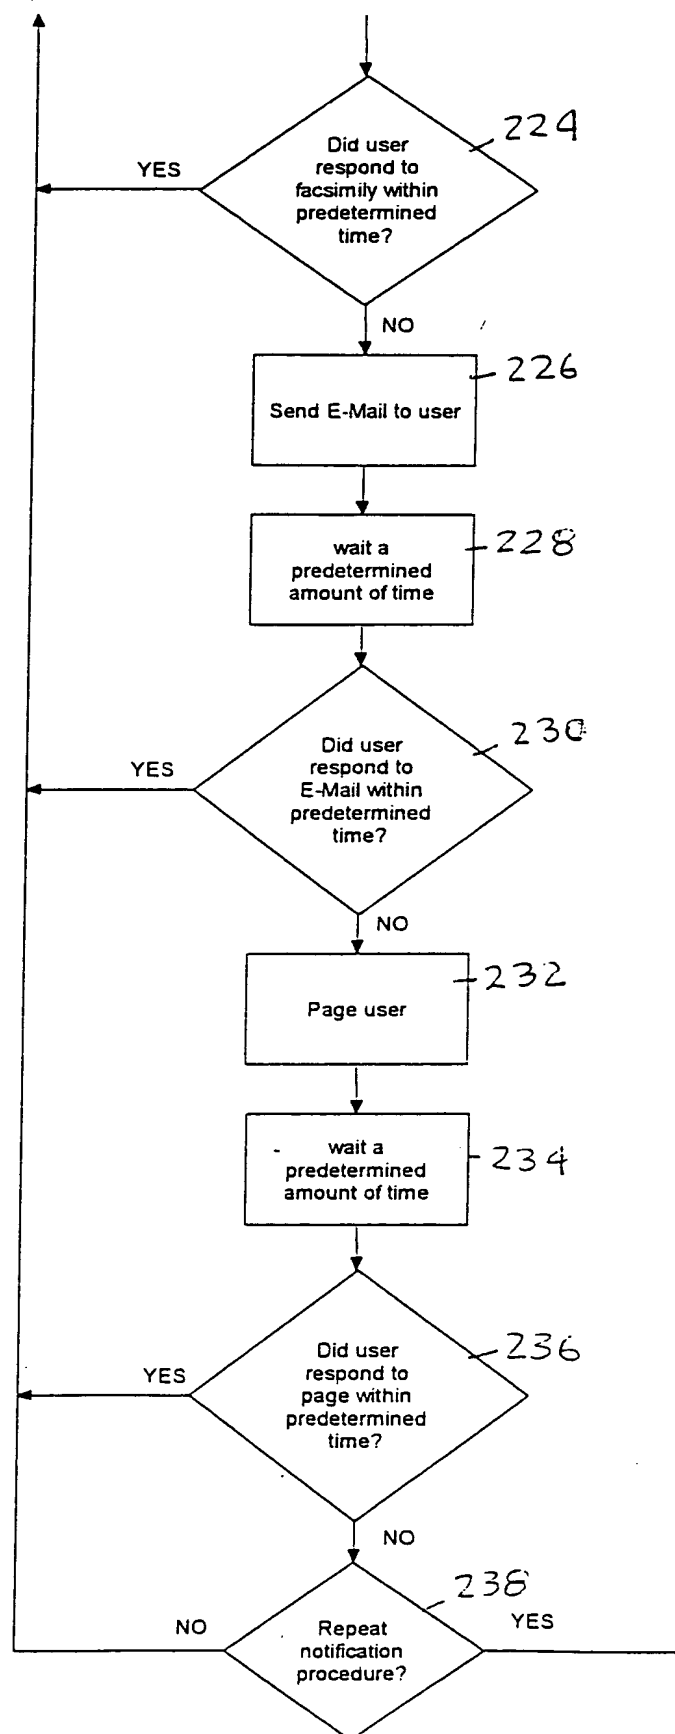 224
Did user
respond to
facsimily within
predetermined
time?
YES
NO
226
Send E-Mail to user
228
wait a
predetermined
amount of time
230
Did user
respond to
E-Mail within
predetermined
time?
YES
NO
232
Page user
234
wait a
predetermined
amount of time
236
Did user
respond to
page within
predetermined
time?
YES
NO
238
NO
YES
Repeat
notification
procedure?